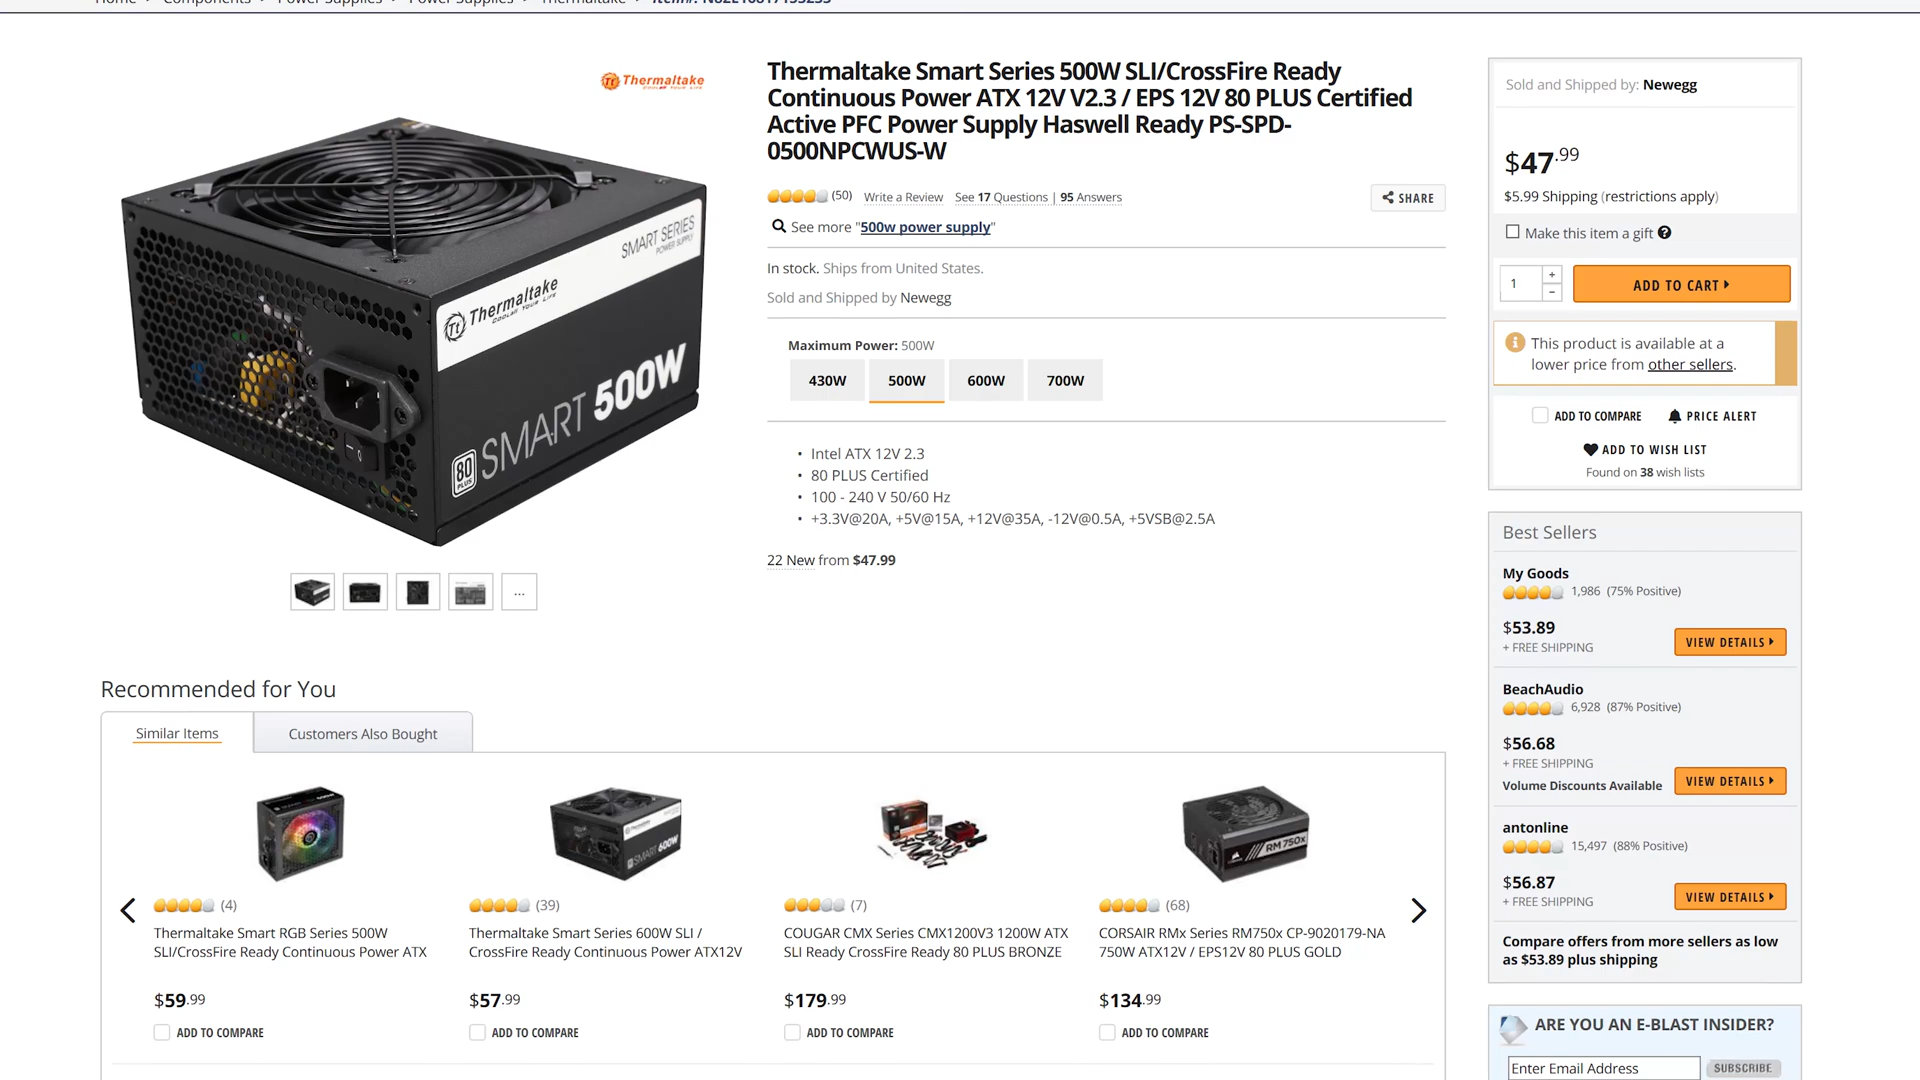 Thermaltake
COOL ALL YOUR LIFE
Thermaltake Smart Series 500W SLI/CrossFire Ready
Continuous Power ATX 12V V2.3 / EPS 12V 80 PLUS Certified
Active PFC Power Supply Haswell Ready PS-SPD-
0500NPCWUS-W
(50) Write a Review See 17 Questions | 95 Answers
SHARE
See more "500w power supply"
In stock. Ships from United States.
Sold and Shipped by Newegg
Maximum Power: 500W
430W 500W 600W 700W
• Intel ATX 12V 2.3
• 80 PLUS Certified
• 100 - 240 V 50/60 Hz
• +3.3V@20A, +5V@15A, +12V@35A, -12V@0.5A, +5VSB@2.5A
22 New from $47.99
SMART SERIES
POWER SUPPLY
Tt Thermaltake
COOL ALL YOUR LIFE
80
PLUS
SMART 500W
...
Sold and Shipped by: Newegg
$47.99
$5.99 Shipping (restrictions apply)
Make this item a gift ?
1 + -
ADD TO CART
This product is available at a
lower price from other sellers.
ADD TO COMPARE PRICE ALERT
ADD TO WISH LIST
Found on 38 wish lists
Best Sellers
My Goods
1,986 (75% Positive)
$53.89
+ FREE SHIPPING
VIEW DETAILS
BeachAudio
6,928 (87% Positive)
$56.68
+ FREE SHIPPING
Volume Discounts Available
VIEW DETAILS
antonline
15,497 (88% Positive)
$56.87
+ FREE SHIPPING
VIEW DETAILS
Compare offers from more sellers as low
as $53.89 plus shipping
ARE YOU AN E-BLAST INSIDER?
Enter Email Address SUBSCRIBE
Recommended for You
Similar Items Customers Also Bought
SMART 600W
RM 750x
(4)
Thermaltake Smart RGB Series 500W
SLI/CrossFire Ready Continuous Power ATX
$59.99
ADD TO COMPARE
(39)
Thermaltake Smart Series 600W SLI /
CrossFire Ready Continuous Power ATX12V
$57.99
ADD TO COMPARE
(7)
COUGAR CMX Series CMX1200V3 1200W ATX
SLI Ready CrossFire Ready 80 PLUS BRONZE
$179.99
ADD TO COMPARE
(68)
CORSAIR RMx Series RM750x CP-9020179-NA
750W ATX12V / EPS12V 80 PLUS GOLD
$134.99
ADD TO COMPARE